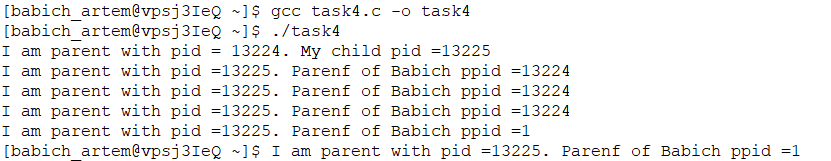 [babich_artem@vpsj3IeQ ~]$ gcc task4.c -o task4
[babich_artem@vpsj3IeQ ~]$ ./task4
I am parent with pid = 13224. My child pid =13225
I am parent with pid =13225. Parenf of Babich ppid =13224
I am parent with pid =13225. Parenf of Babich ppid =13224
I am parent with pid =13225. Parenf of Babich ppid =13224
I am parent with pid =13225. Parenf of Babich ppid =1
[babich_artem@vpsj3IeQ ~]$ I am parent with pid =13225. Parenf of Babich ppid =1